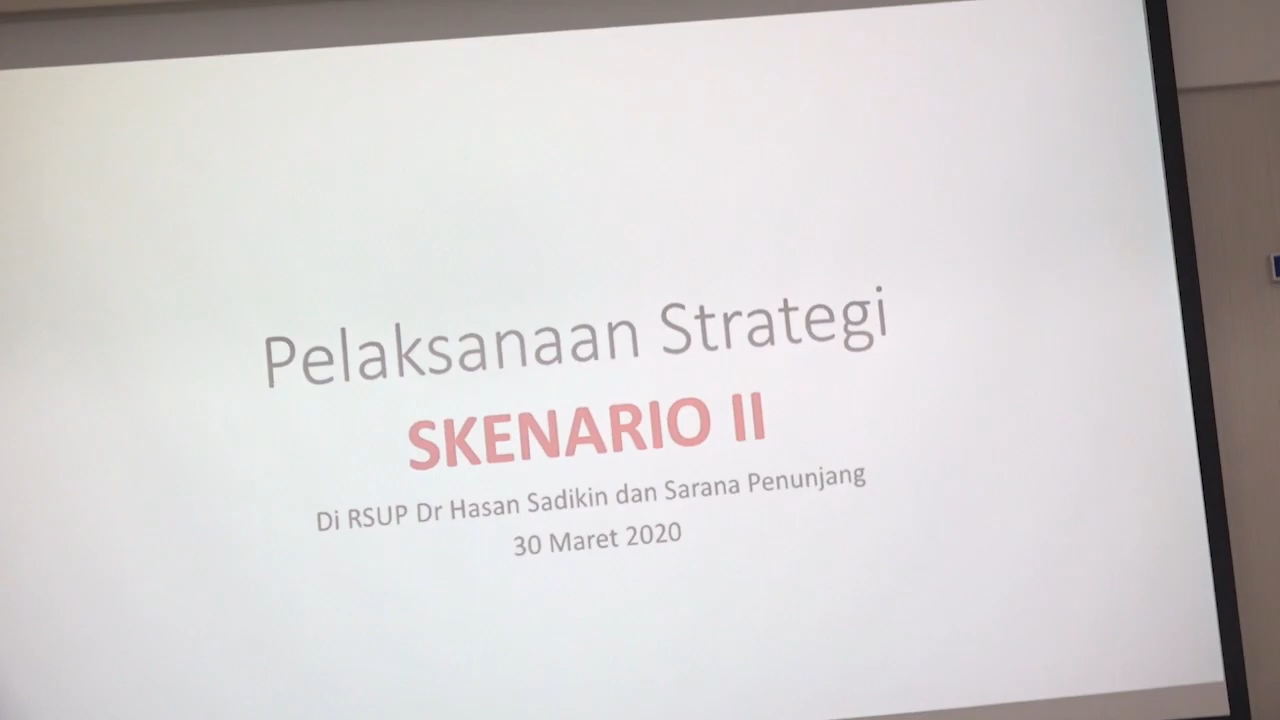 Pelaksanaan Strategi
SKENARIO II
Di RSUP Dr Hasan Sadikin dan Sarana Penunjang
30 Maret 2020